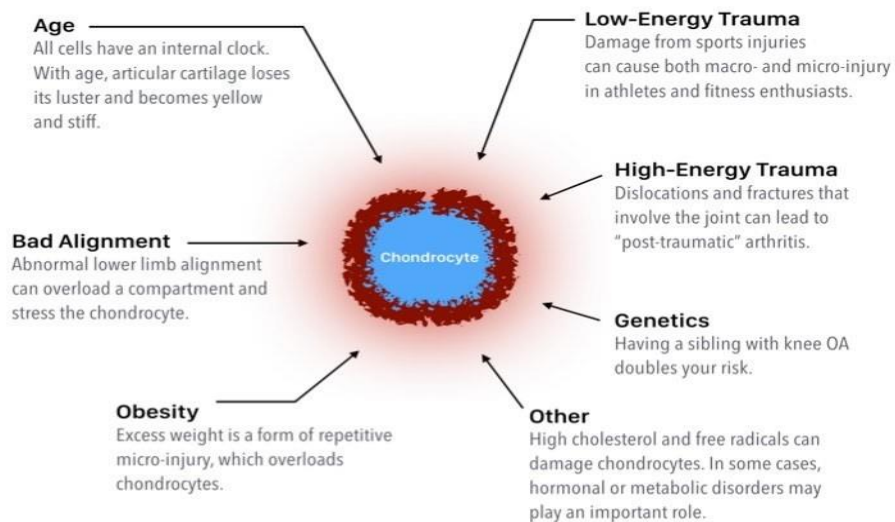 Age
All cells have an internal clock.
With age, articular cartilage loses
its luster and becomes yellow
and stiff.
Low-Energy Trauma
Damage from sports injuries
can cause both macro- and micro-injury
in athletes and fitness enthusiasts.
High-Energy Trauma
Dislocations and fractures that
involve the joint can lead to
“post-traumatic” arthritis.
Bad Alignment
Abnormal lower limb alignment
can overload a compartment and
stress the chondrocyte.
Chondrocyte
Genetics
Having a sibling with knee OA
doubles your risk.
Obesity
Excess weight is a form of repetitive
micro-injury, which overloads
chondrocytes.
Other
High cholesterol and free radicals can
damage chondrocytes. In some cases,
hormonal or metabolic disorders may
play an important role.